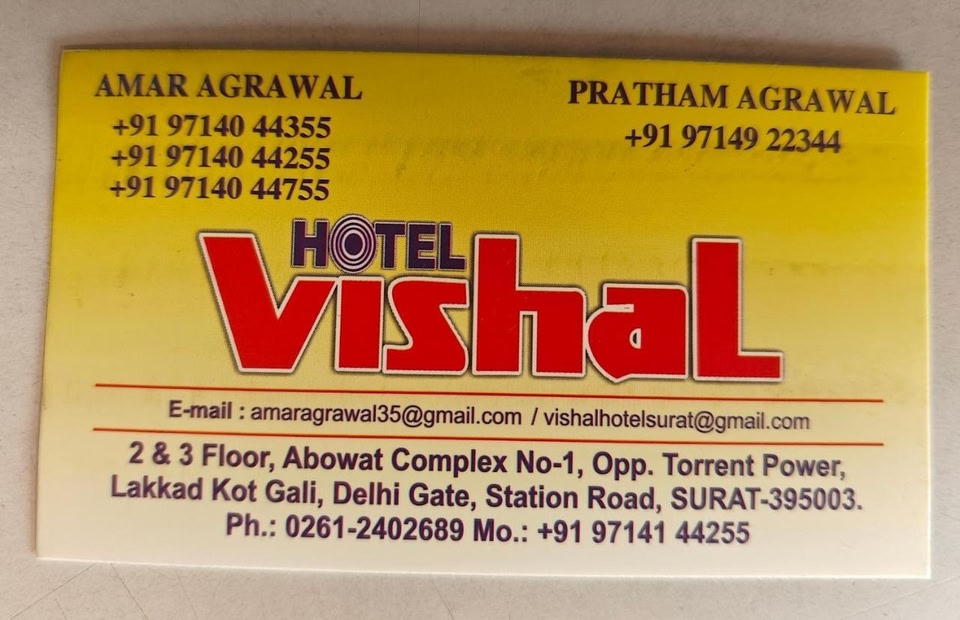 AMAR AGRAWAL
+91 97140 44355
+91 97140 44255
+91 97140 44755
PRATHAM AGRAWAL
+91 97149 22344
HOTEL
VishaL
E-mail : amaragrawal35@gmail.com / vishalhotelsurat@gmail.com
2 & 3 Floor, Abowat Complex No-1, Opp. Torrent Power,
Lakkad Kot Gali, Delhi Gate, Station Road, SURAT-395003.
Ph.: 0261-2402689 Mo.: +91 97141 44255